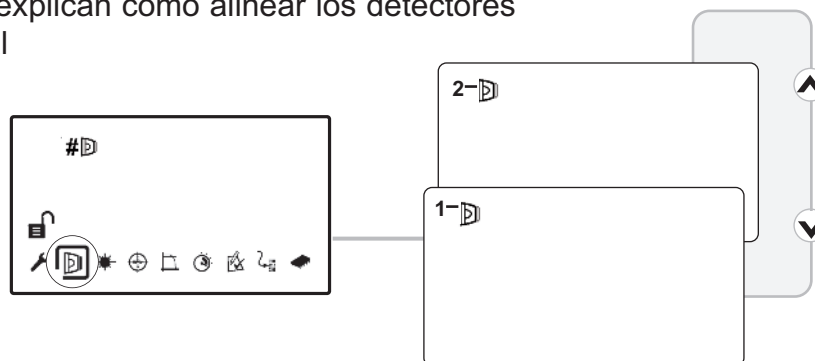 explican cómo alinear los detectores
l
#
2-
1-